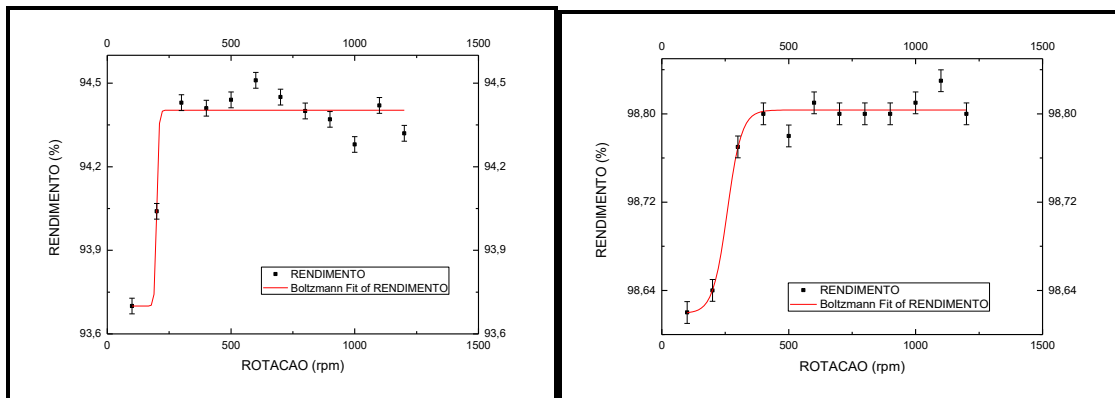 0 500 1000 1500
94,5 94,5
94,2 94,2
93,9 93,9
93,6 93,6
RENDIMENTO (%)
RENDIMENTO
Boltzmann Fit of RENDIMENTO
0 500 1000 1500
ROTACAO (rpm)
0 500 1000 1500
98,80 98,80
98,72 98,72
98,64 98,64
RENDIMENTO (%)
RENDIMENTO
Boltzmann Fit of RENDIMENTO
0 500 1000 1500
ROTACAO (rpm)